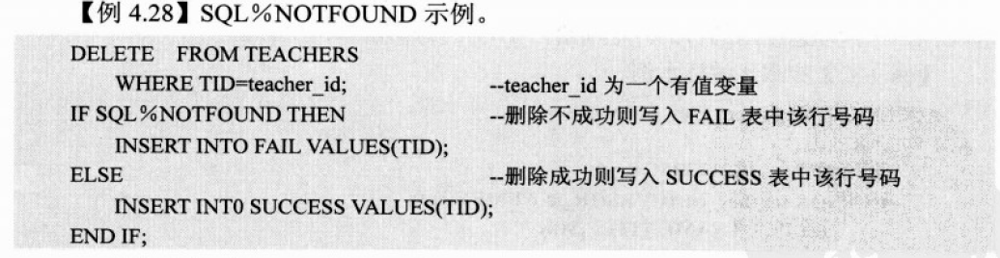 【例 4.28】SQL％NOTFOUND 示例。
DELETE FROM TEACHERS
WHERE TID=teacher_id; --teacher_id 为一个有值变量
IF SQL％NOTFOUND THEN --删除不成功则写入 FAIL 表中该行号码
INSERT INTO FAIL VALUES(TID);
ELSE --删除成功则写入 SUCCESS 表中该行号码
INSERT INT0 SUCCESS VALUES(TID);
END IF;